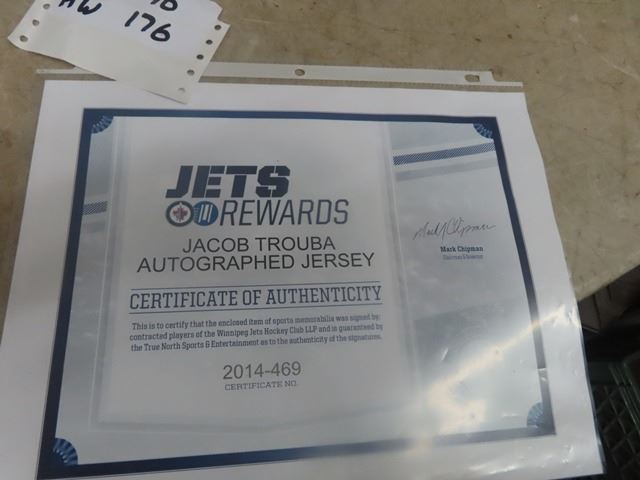 AW 176
JETS
REWARDS
JACOB TROUBA
AUTOGRAPHED JERSEY
CERTIFICATE OF AUTHENTICITY
This is to certify that the enclosed item of sports memorabilia was signed by:
contracted players of the Winnipeg Jets Hockey Club LLP and is guaranteed by
the True North Sports & Entertainment as to the authenticity of the signatures.
2014-469
CERTIFICATE NO.
Mark Chipman
Mark Chipman